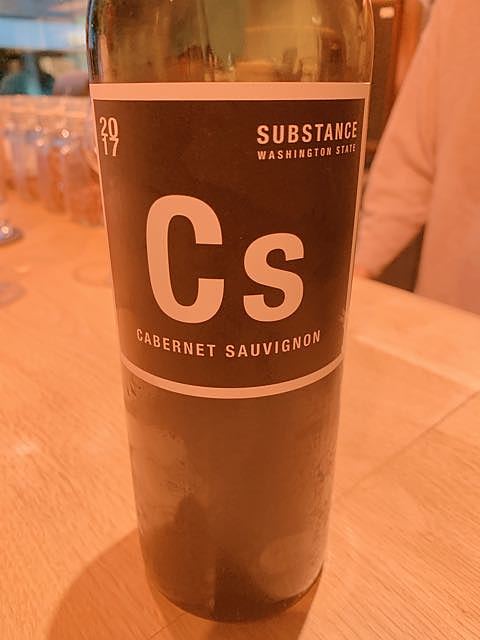 20
17
SUBSTANCE
WASHINGTON STATE
Cs
CABERNET SAUVIGNON